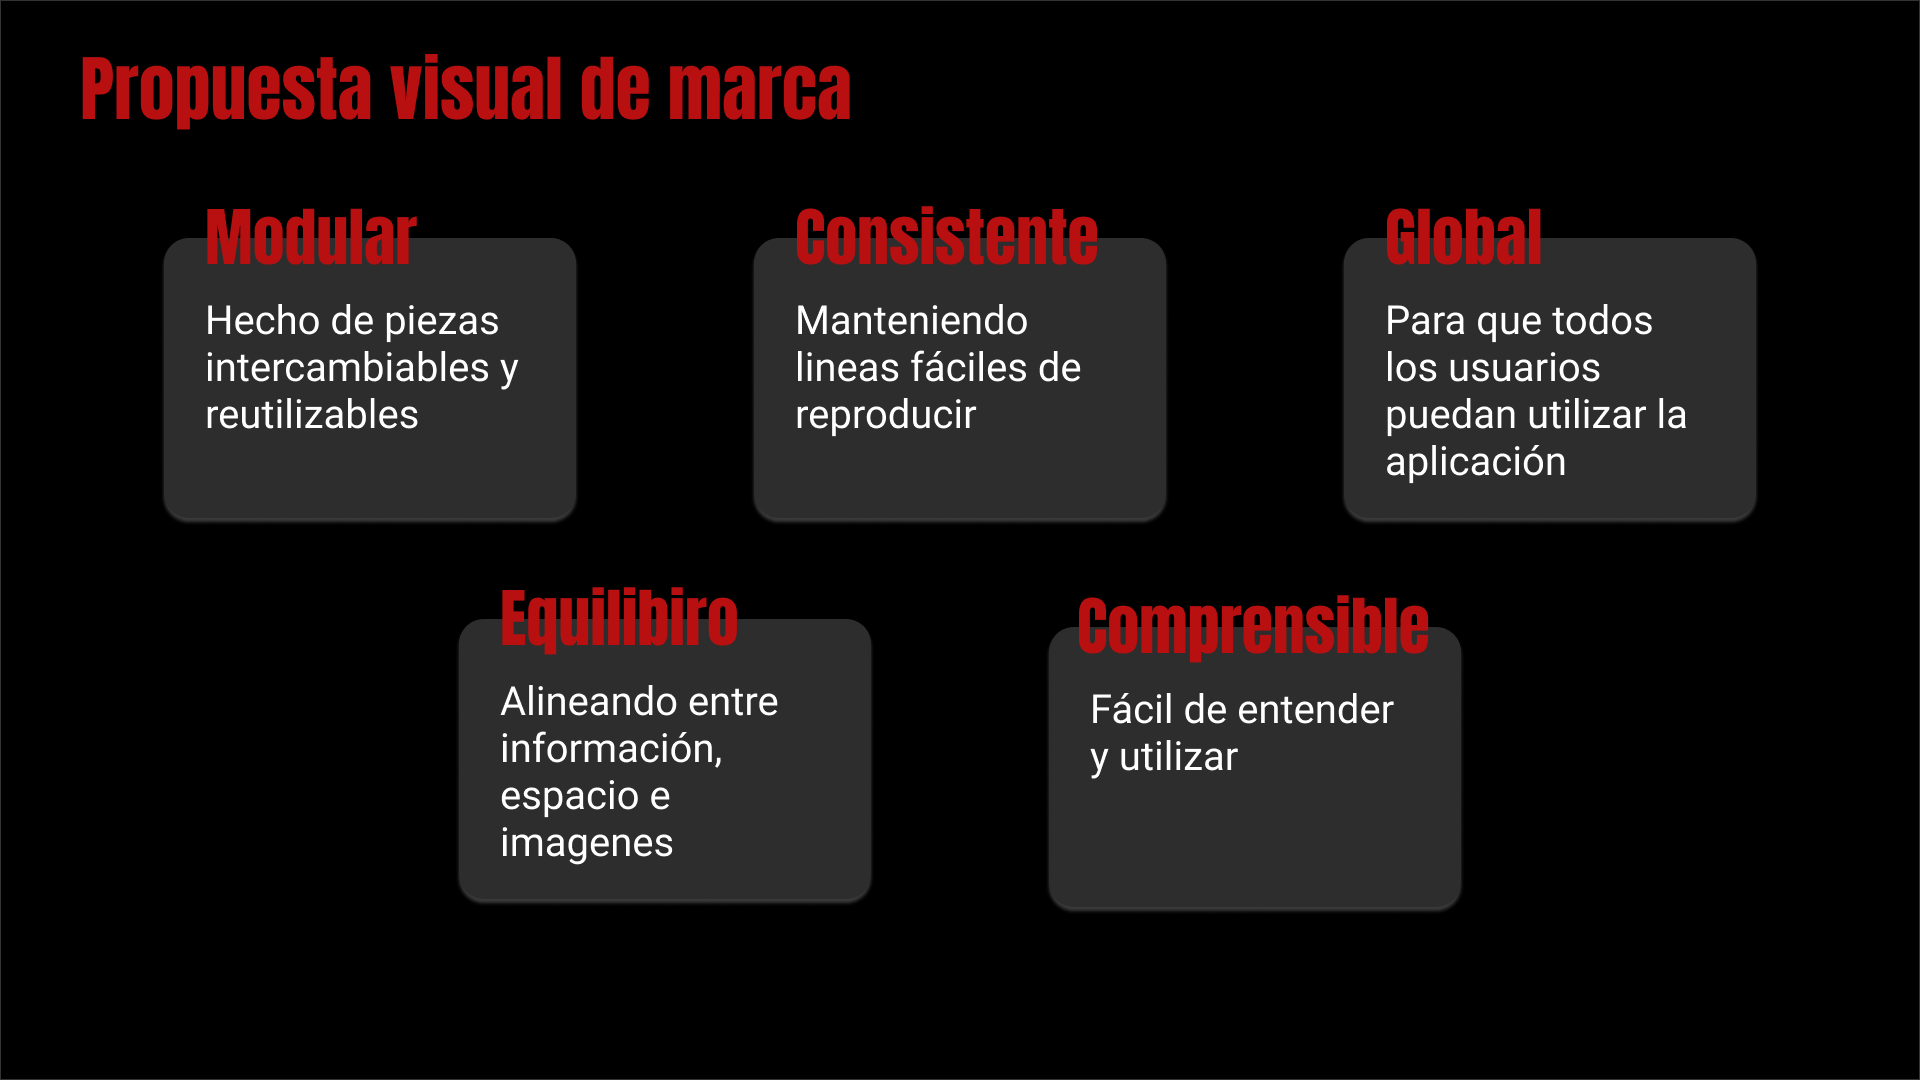 Propuesta visual de marca
Modular
Hecho de piezas
intercambiables y
reutilizables
Consistente
Manteniendo
lineas fáciles de
reproducir
Global
Para que todos
los usuarios
puedan utilizar la
aplicación
Equilibiro
Alineando entre
información,
espacio e
imagenes
Comprensible
Fácil de entender
y utilizar